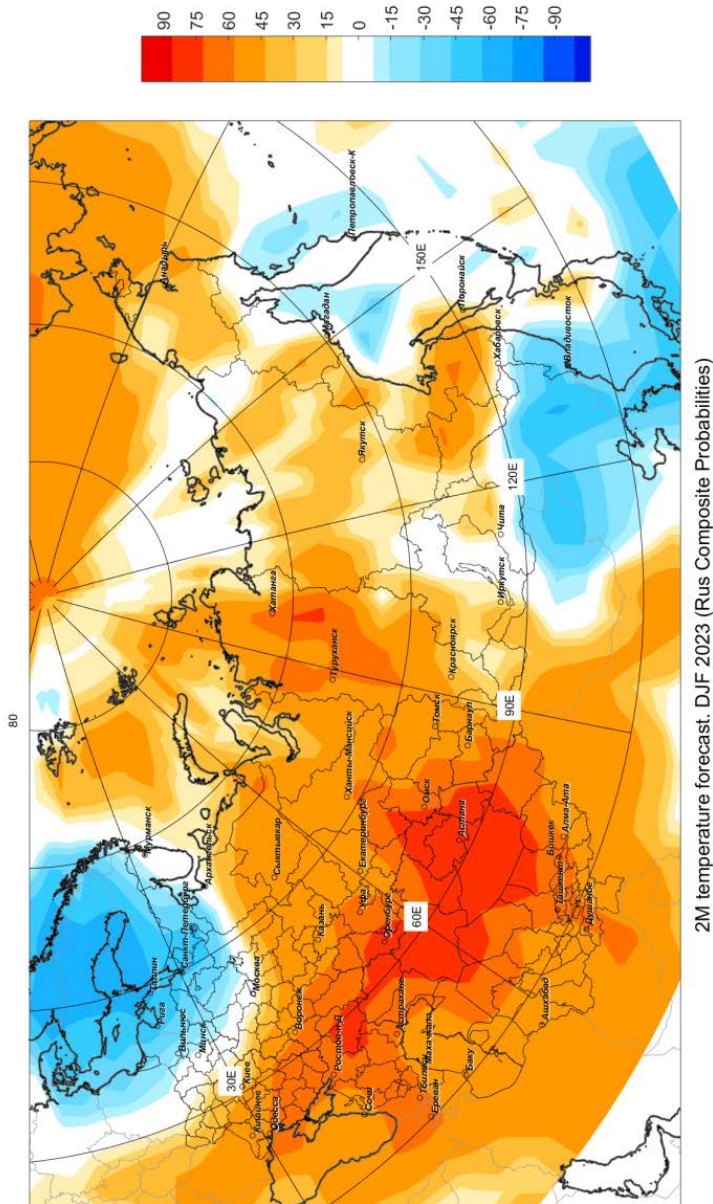 2M temperature forecast. DJF 2023 (Rus Composite Probabilities)
80
Анадырь
Петропавловск-К
Магадан
Мурманск
Хатанга
Якутск
150E
Архангельск
Туруханск
Поронайск
Санкт-Петербург
Таллин
Рига
Вильнюс
Минск
Сыктывкар
Ханты-Мансийск
Хабаровск
Москва
Казань
Екатеринбург
Томск
Красноярск
Чита
Владивосток
30E
Киев
Воронеж
Уфа
Омск
Барнаул
Иркутск
120E
Кишинев
Одесса
Оренбург
Астана
90E
Ростов-н-Д
60E
Сочи
Астрахань
Маха-кала
Тбилиси
Ереван
Баку
Бишкек
Алма-Ата
Ташкент
Душанбе
Ашхабад
90
75
60
45
30
15
0
-15
-30
-45
-60
-75
-90